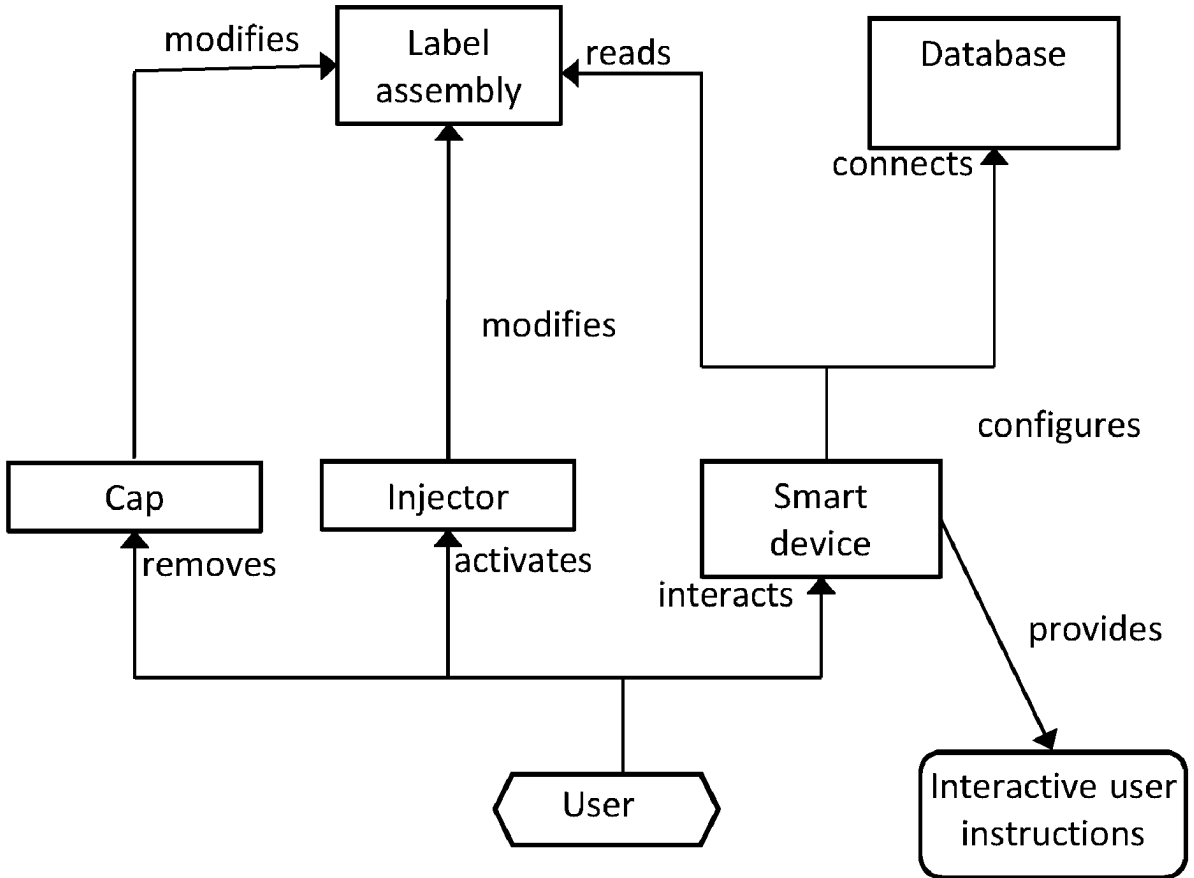 modifies
Label
assembly
reads
Database
connects
modifies
configures
Cap
Injector
Smart
device
removes
activates
interacts
provides
User
Interactive user
instructions